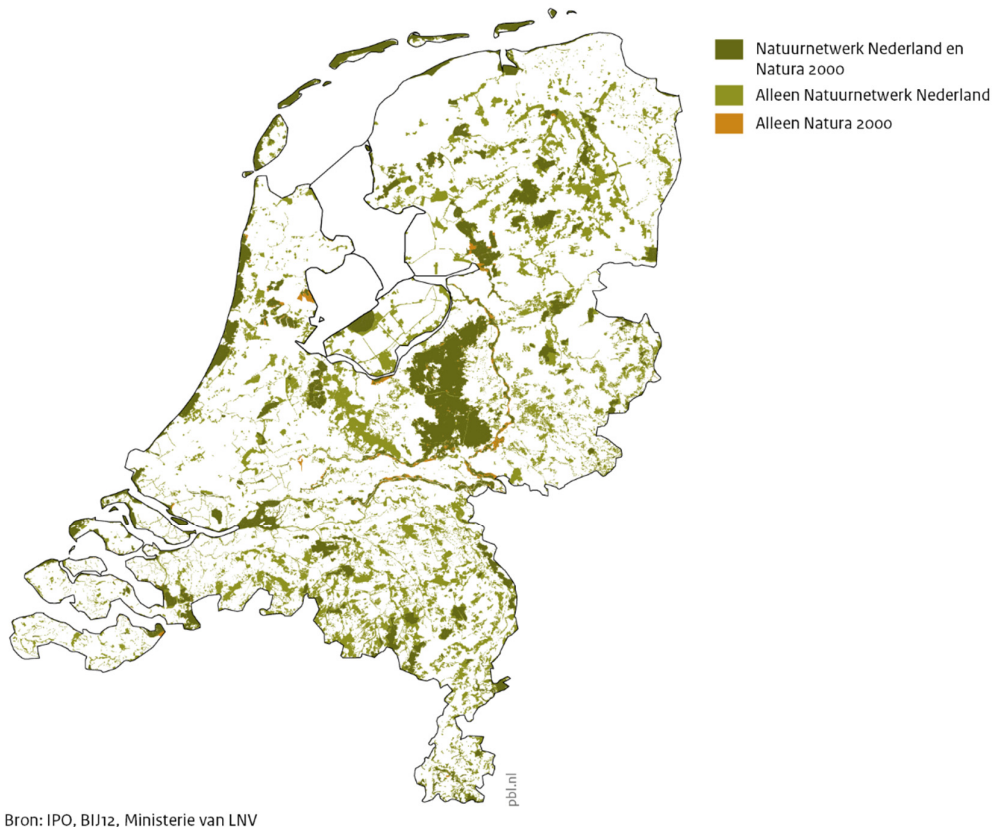 Natuurnetwerk Nederland en
Natura 2000
Alleen Natuurnetwerk Nederland
Alleen Natura 2000
pbl.nl
Bron: IPO, BIJ12, Ministerie van LNV